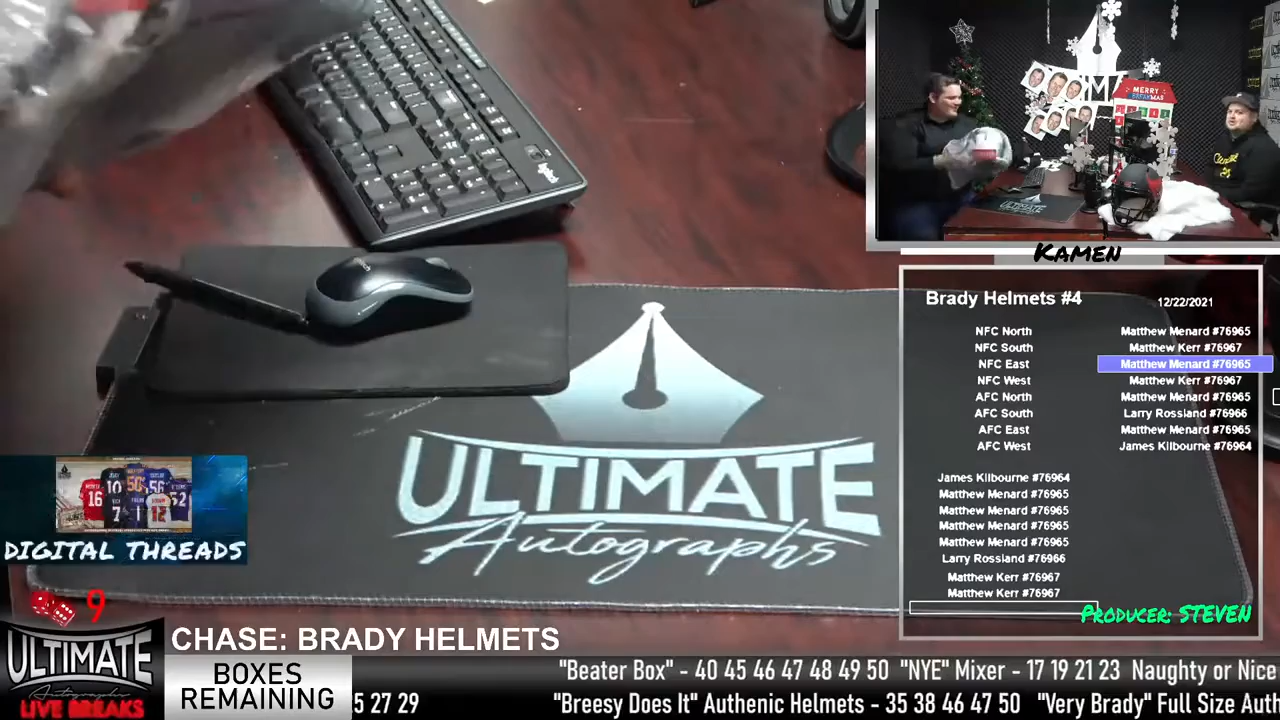 logitech
MERRY
BREAKMAS
ULTIMATE
KAMEN
Brady Helmets #4
12/22/2021
NFC North Matthew Menard #76965
NFC South Matthew Kerr #76967
NFC East Matthew Menard #76965
NFC West Matthew Kerr #76967
AFC North Matthew Menard #76965
AFC South Larry Rossland #76966
AFC East Matthew Menard #76965
AFC West James Kilbourne #76964
James Kilbourne #76964
Matthew Menard #76965
Matthew Menard #76965
Matthew Menard #76965
Matthew Menard #76965
Larry Rossland #76966
Matthew Kerr #76967
Matthew Kerr #76967
PRODUCER: STEVEN
ULTIMATE
Autographs
DIGITAL THREADS
9
CHASE: BRADY HELMETS
ULTIMATE
Autographs
LIVE BREAKS
BOXES
REMAINING
"Beater Box" - 40 45 46 47 48 49 50 "NYE" Mixer - 17 19 21 23 Naughty or Nice
5 27 29 "Breesy Does It" Authenic Helmets - 35 38 46 47 50 "Very Brady" Full Size Auth